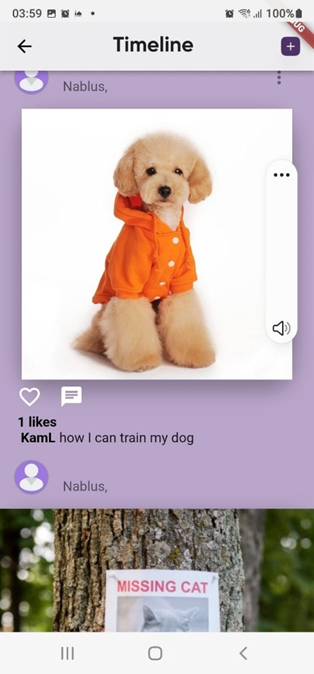 03:59
100%
Timeline
Nablus,
1 likes
KamL how I can train my dog
Nablus,
MISSING CAT